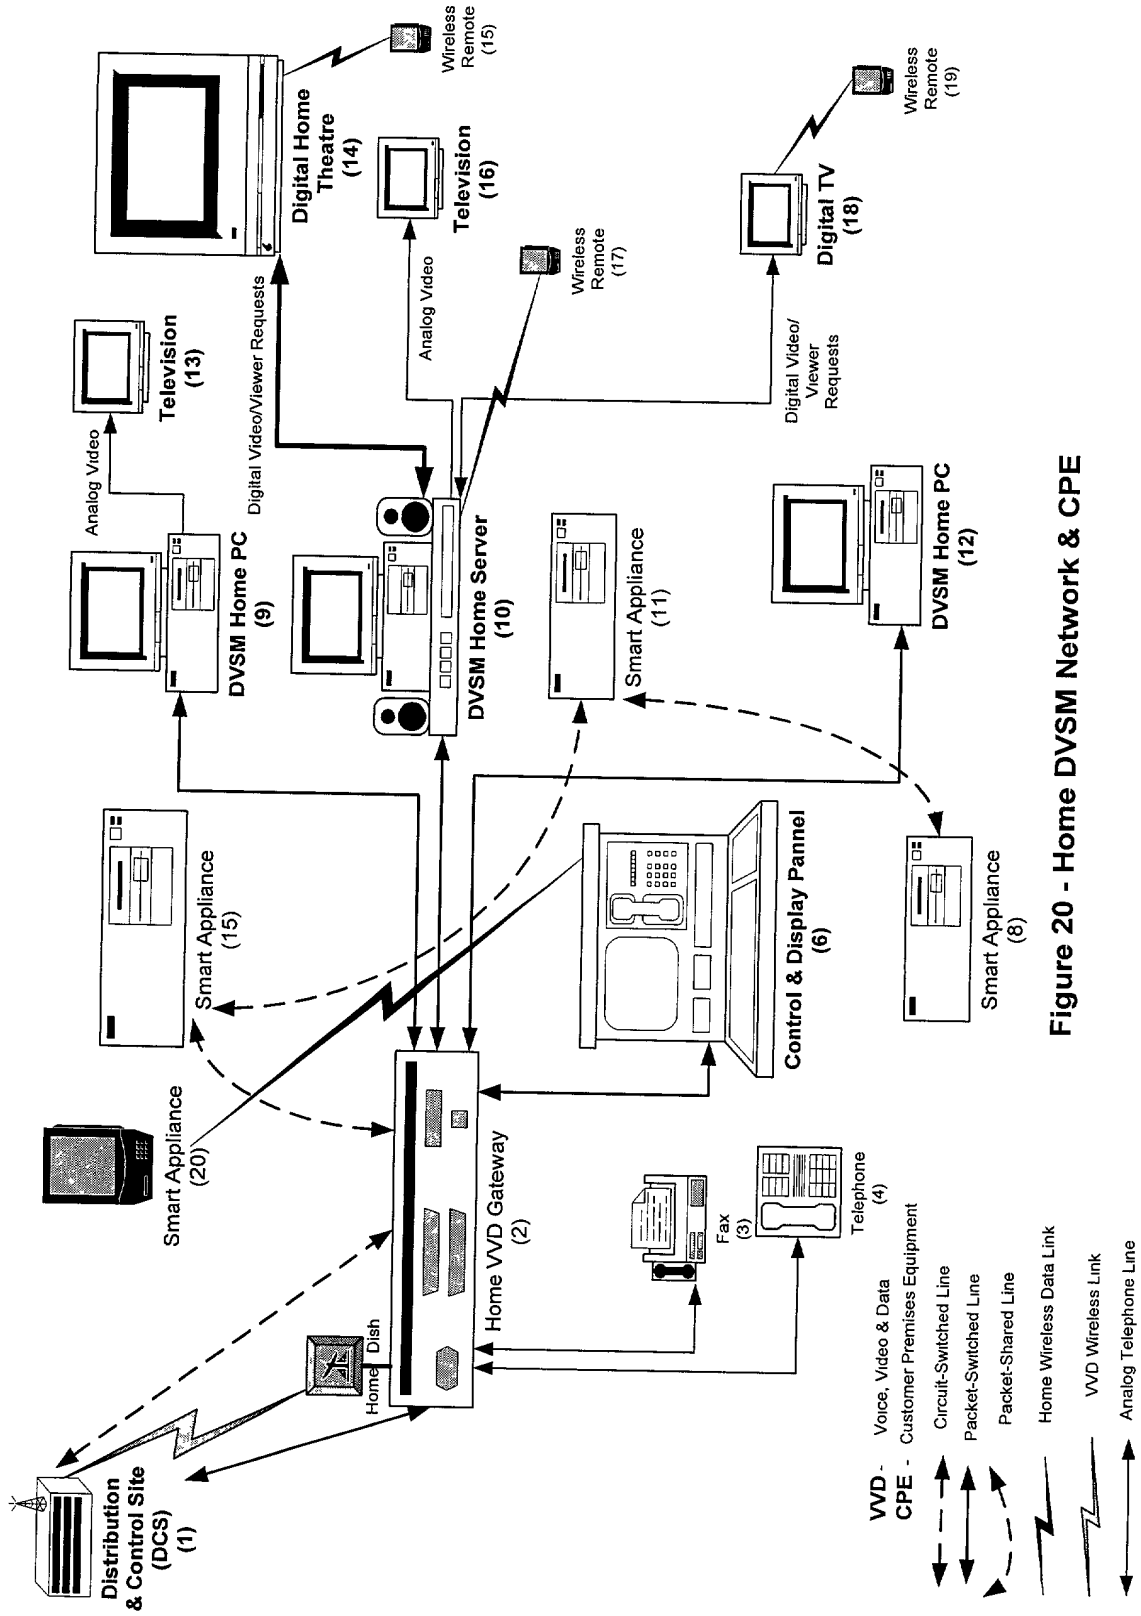 Distribution
& Control Site
(DCS)
(1)
Home Dish
Home VVD Gateway
(2)
Smart Appliance
(20)
Smart Appliance
(15)
Fax
(3)
Telephone
(4)
Control & Display Pannel
(6)
Smart Appliance
(8)
DVSM Home PC
(9)
Analog Video
Television
(13)
DVSM Home Server
(10)
Digital Video/Viewer Requests
Digital Home
Theatre
(14)
Wireless
Remote
(15)
Analog Video
Television
(16)
Wireless
Remote
(17)
Digital Video/
Viewer
Requests
Digital TV
(18)
Wireless
Remote
(19)
Smart Appliance
(11)
DVSM Home PC
(12)
VVD - Voice, Video & Data
CPE - Customer Premises Equipment
Circuit-Switched Line
Packet-Switched Line
Packet-Shared Line
Home Wireless Data Link
VVD Wireless Link
Analog Telephone Line
Figure 20 - Home DVSM Network & CPE